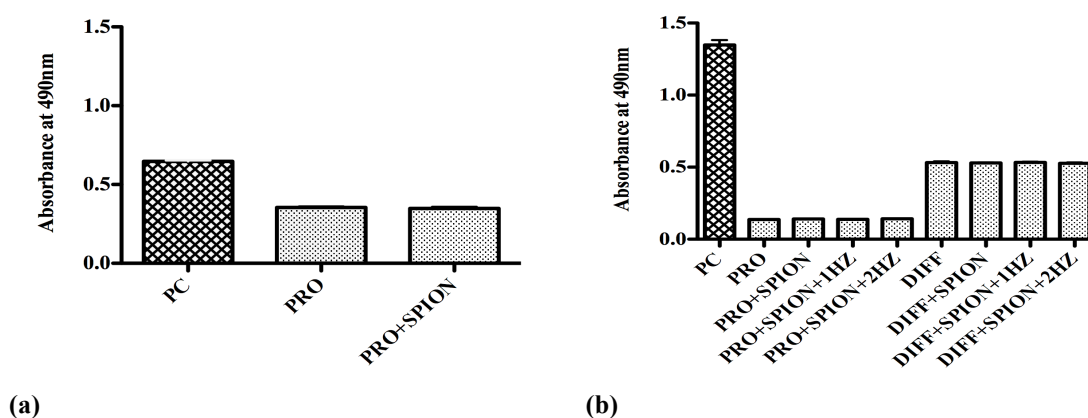 Absorbance at 490nm
1.5
1.0
0.5
0.0
PC
PRO
PRO+SPION
(a)
Absorbance at 490nm
1.5
1.0
0.5
0.0
PC
PRO
PRO+SPION
PRO+SPION+1HZ
PRO+SPION+2HZ
DIFF
DIFF+SPION
DIFF+SPION+1HZ
DIFF+SPION+2HZ
(b)